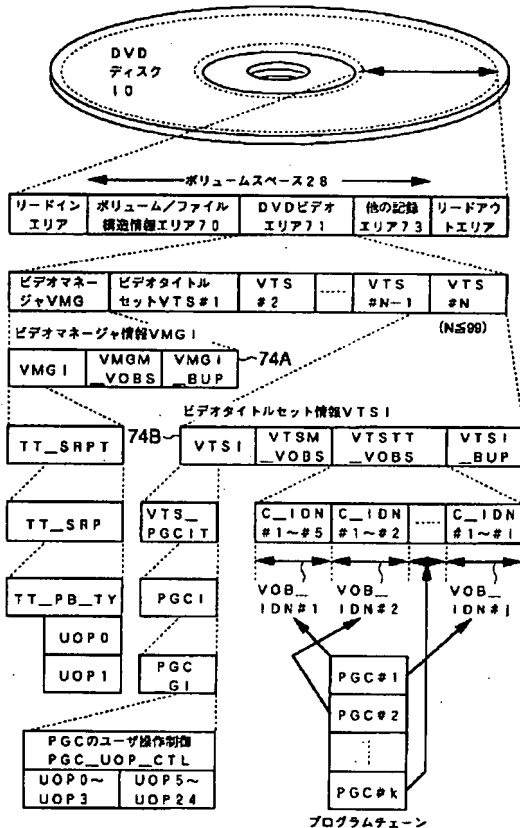 DVD
ディスク
10
ボリュームスペース28
リードイン
エリア
ボリューム/ファイル
構造情報エリア70
DVDビデオ
エリア71
他の記録
エリア73
リードアウ
トエリア
ビデオマネー
ジャVMG
ビデオタイトル
セットVTS#1
VTS
#2
VTS
#N-1
VTS
#N
(N≦99)
ビデオマネージャ情報VMGI
VMGI
VMGM
_VOBS
VMGI
_BUP
74A
ビデオタイトルセット情報VTSI
74B
VTSI
VTSM
_VOBS
VTSTT
_VOBS
VTSI
_BUP
TT_SRPT
TT_SRP
VTS_
PGCIT
C_IDN
#1~#5
C_IDN
#1~#2
C_IDN
#1~#i
VOB_
IDN#1
VOB_
IDN#2
VOB_
IDN#j
TT_PB_TY
UOP0
UOP1
PGCI
PGC
_GI
PGC#1
PGC#2
PGC#k
プログラムチェーン
PGCのユーザ操作制御
PGC_UOP_CTL
UOP0~
UOP3
UOP5~
UOP24